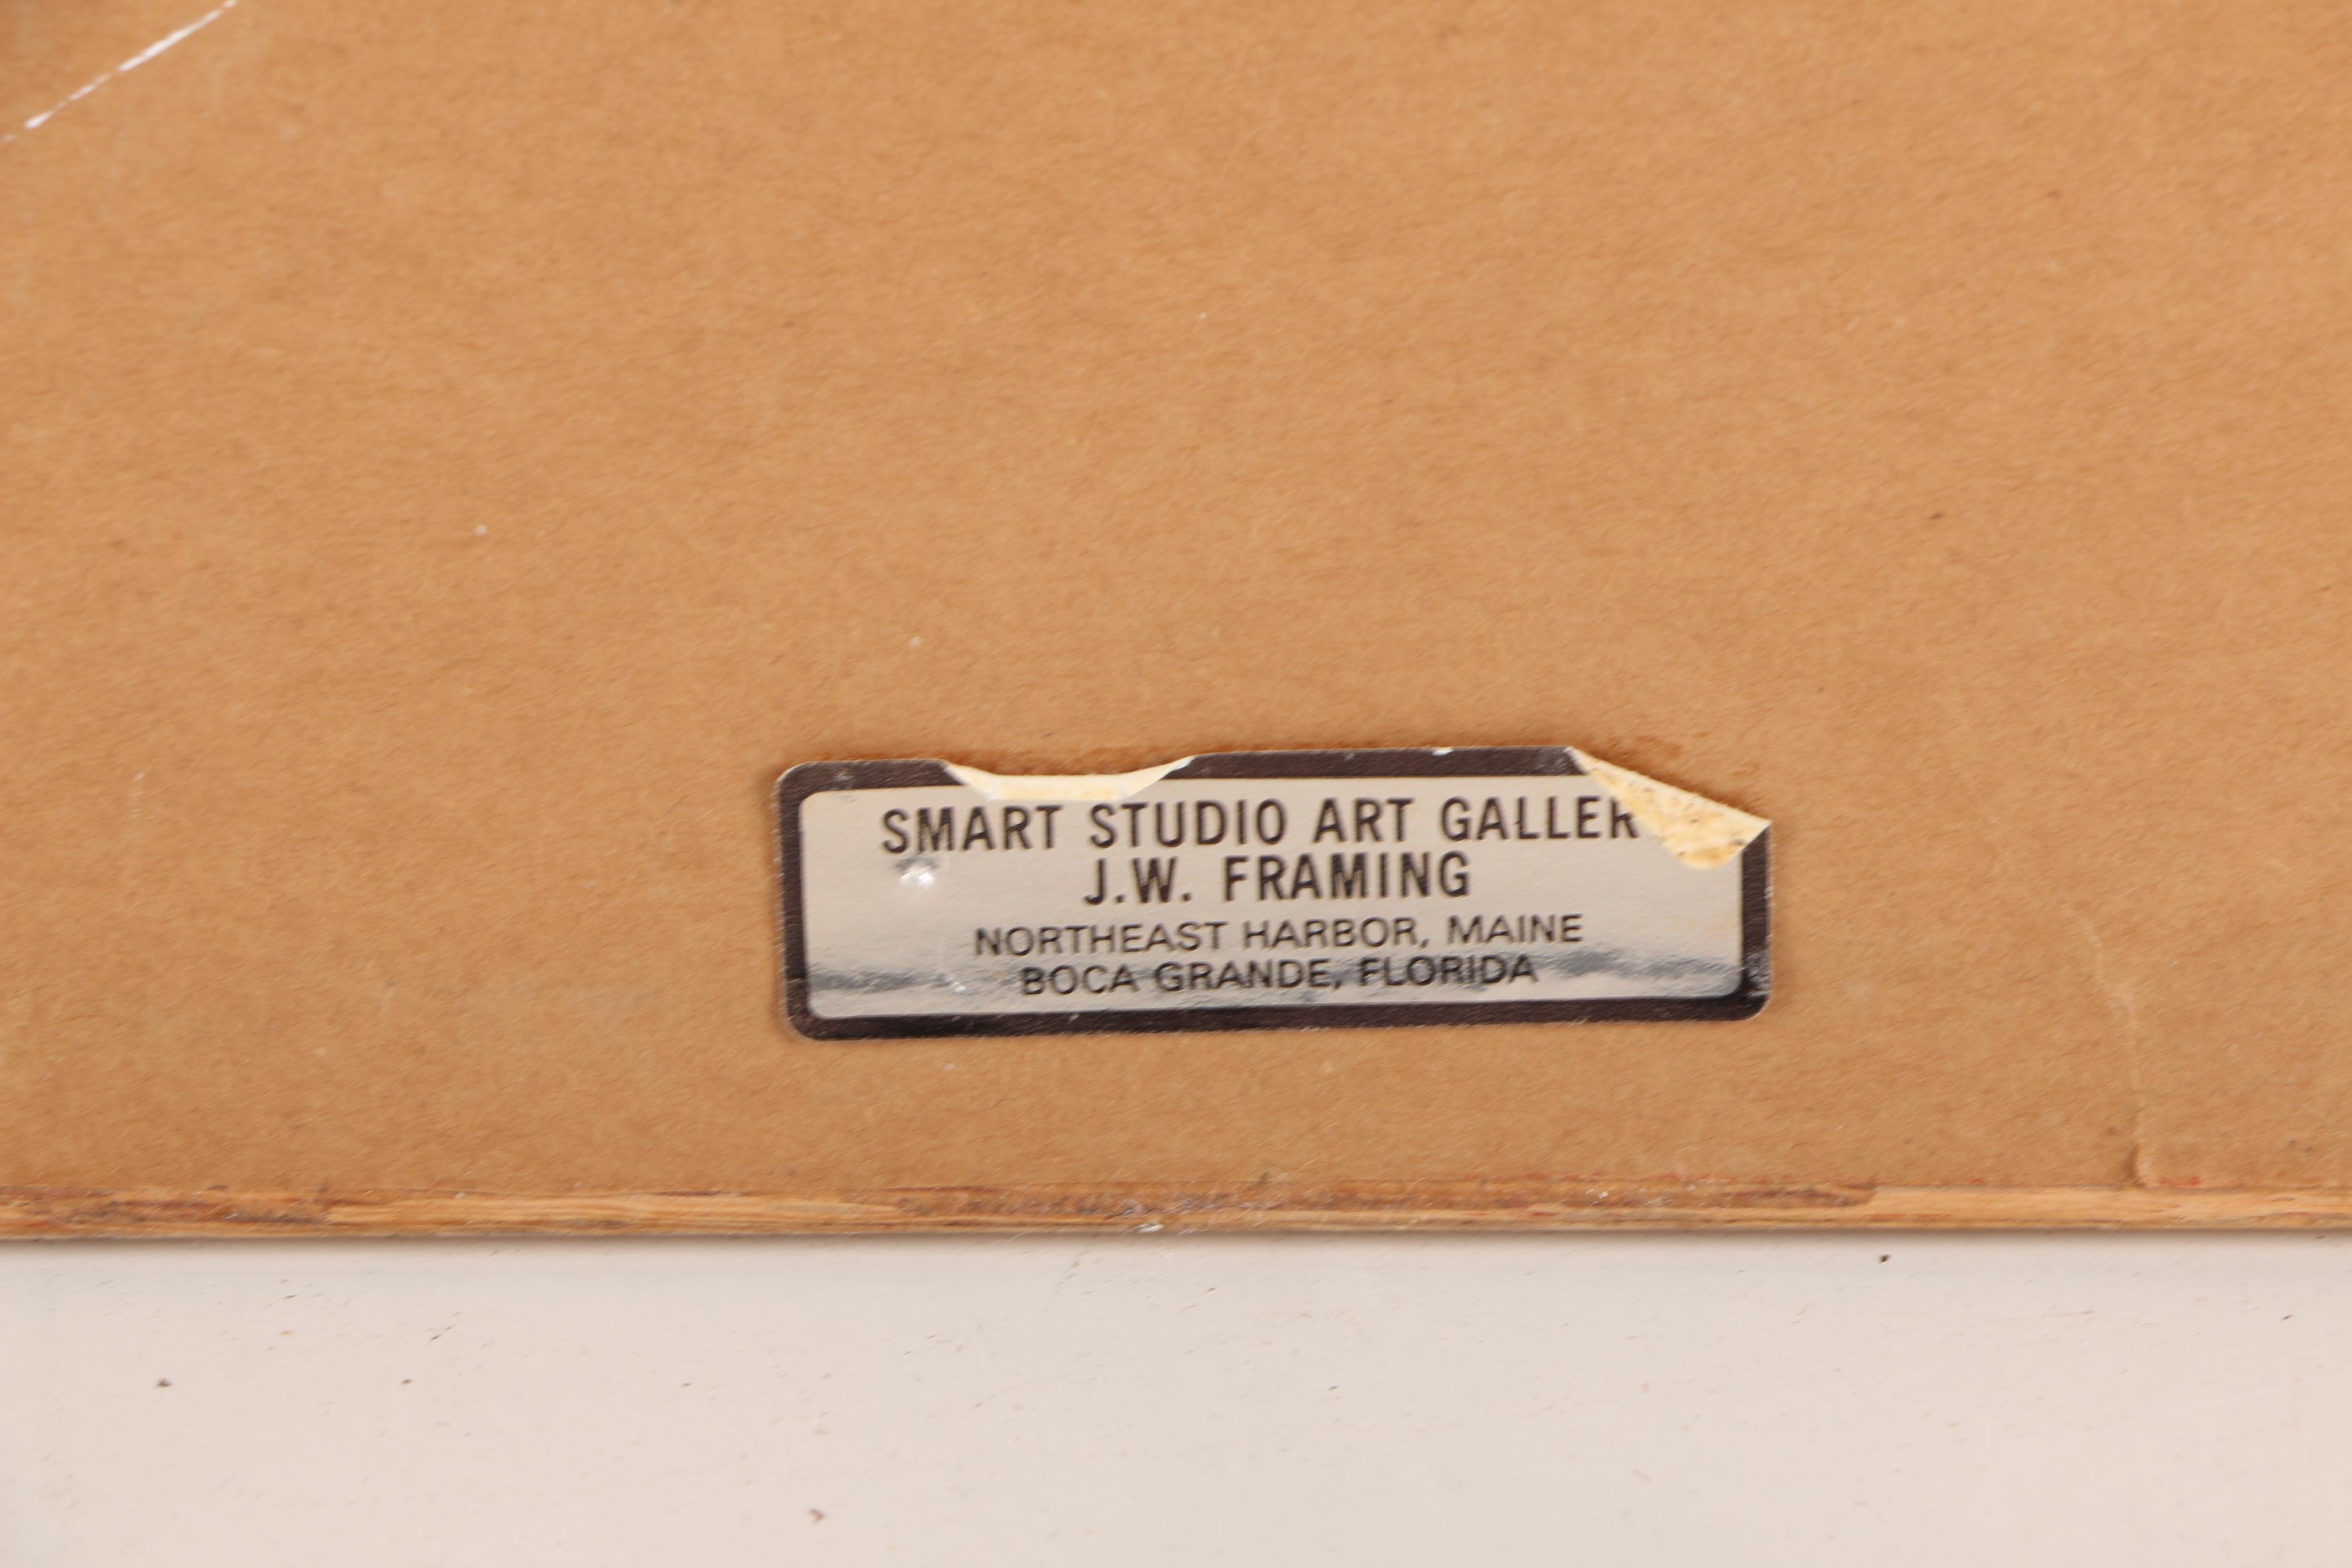 SMART STUDIO ART GALLER
J.W. FRAMING
NORTHEAST HARBOR, MAINE
BOCA GRANDE, FLORIDA